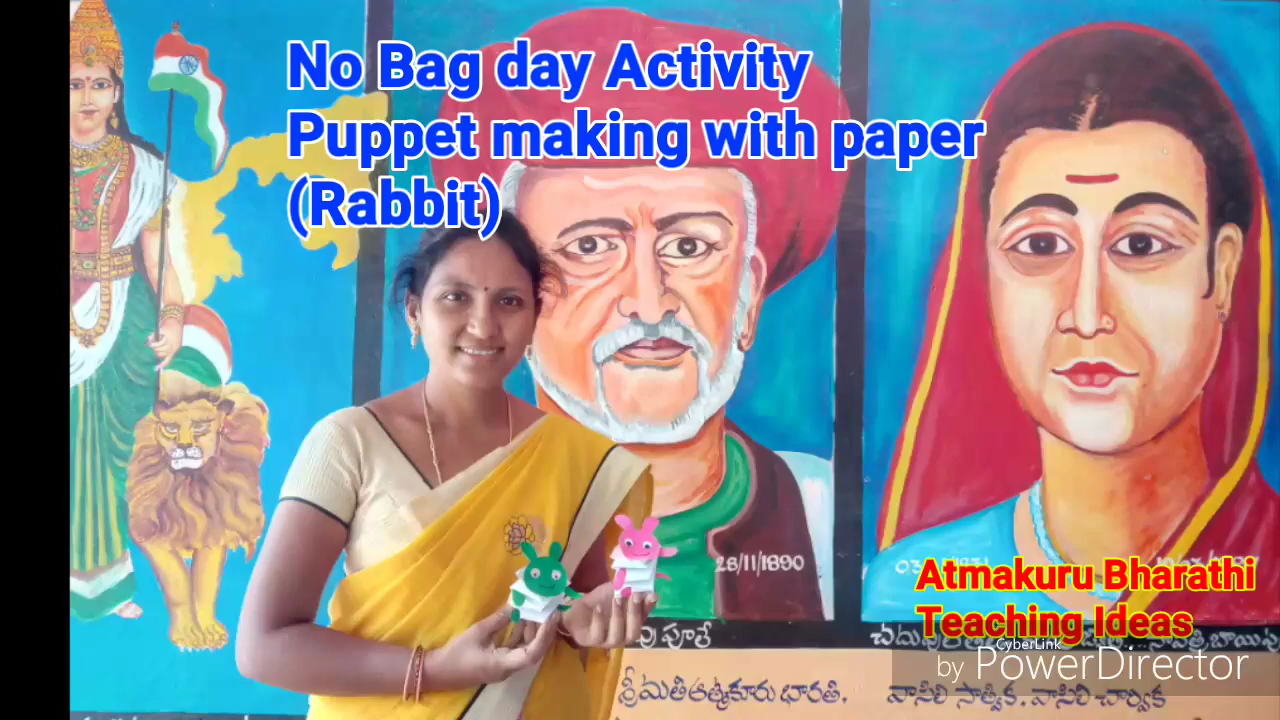 No Bag day Activity
Puppet making with paper
(Rabbit)
28/11/1890
Atmakuru Bharathi
Teaching Ideas
CyberLink
by PowerDirector
పూలే
శ్రీమతి ఆత్మకూరు భారతి.
వాసిలి సాత్విక. వాసిలి చార్విక